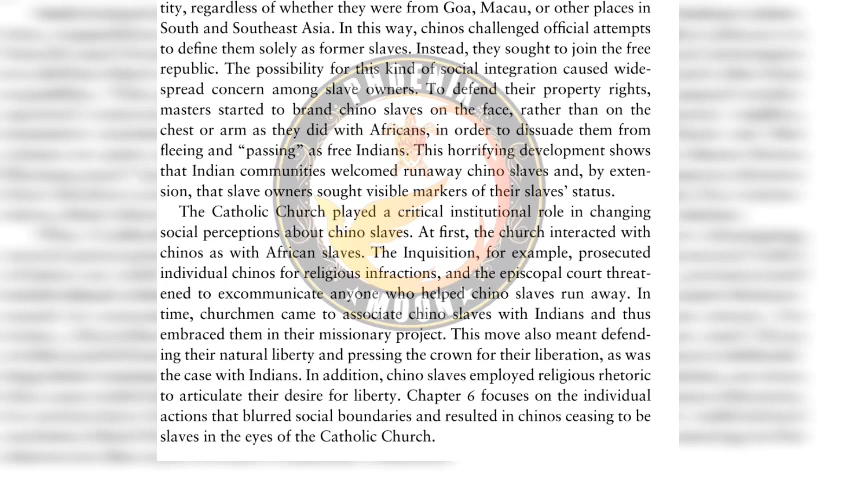 tity, regardless of whether they were from Goa, Macau, or other places in
South and Southeast Asia. In this way, chinos challenged official attempts
to define them solely as former slaves. Instead, they sought to join the free
republic. The possibility for this kind of social integration caused wide-
spread concern among slave owners. To defend their property rights,
masters started to brand chino slaves on the face, rather than on the
chest or arm as they did with Africans, in order to dissuade them from
fleeing and “passing” as free Indians. This horrifying development shows
that Indian communities welcomed runaway chino slaves and, by exten-
sion, that slave owners sought visible markers of their slaves’ status.
The Catholic Church played a critical institutional role in changing
social perceptions about chino slaves. At first, the church interacted with
chinos as with African slaves. The Inquisition, for example, prosecuted
individual chinos for religious infractions, and the episcopal court threat-
ened to excommunicate anyone who helped chino slaves run away. In
time, churchmen came to associate chino slaves with Indians and thus
embraced them in their missionary project. This move also meant defend-
ing their natural liberty and pressing the crown for their liberation, as was
the case with Indians. In addition, chino slaves employed religious rhetoric
to articulate their desire for liberty. Chapter 6 focuses on the individual
actions that blurred social boundaries and resulted in chinos ceasing to be
slaves in the eyes of the Catholic Church.